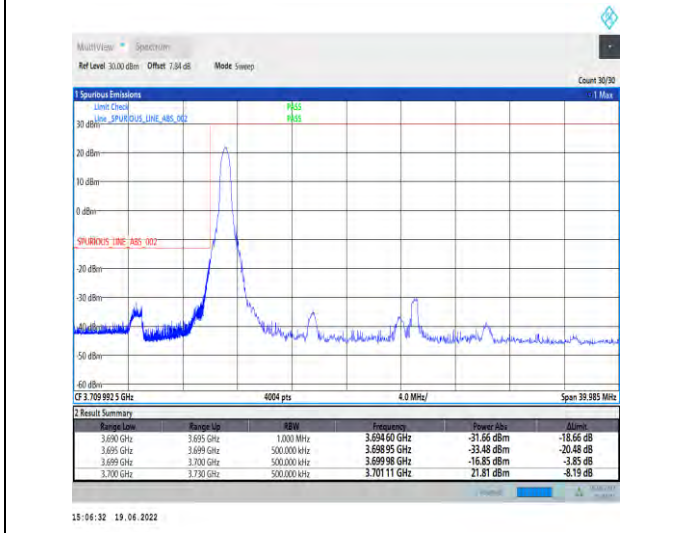 MultiView Spectrum
Ref Level 30.00 dBm Offset 7.84 dB Mode Sweep
Count 30/30
1 Spurious Emissions 1 Max
Limit Check PASS
Line _SPURIOUS_LINE_ABS_002 PASS
30 dBm
20 dBm
10 dBm
0 dBm
_SPURIOUS_LINE_ABS_002
-20 dBm
-30 dBm
-40 dBm
-50 dBm
-60 dBm
CF 3.709 992 5 GHz 4004 pts 4.0 MHz/ Span 39.985 MHz
2 Result Summary
Range Low Range Up RBW Frequency Power Abs ΔLimit
3.690 GHz 3.695 GHz 1.000 MHz 3.694 60 GHz -31.66 dBm -18.66 dB
3.695 GHz 3.699 GHz 500.000 kHz 3.698 95 GHz -33.48 dBm -20.48 dB
3.699 GHz 3.700 GHz 500.000 kHz 3.699 98 GHz -16.85 dBm -3.85 dB
3.700 GHz 3.730 GHz 500.000 kHz 3.701 11 GHz 21.81 dBm -8.19 dB
15:06:32 19.06.2022